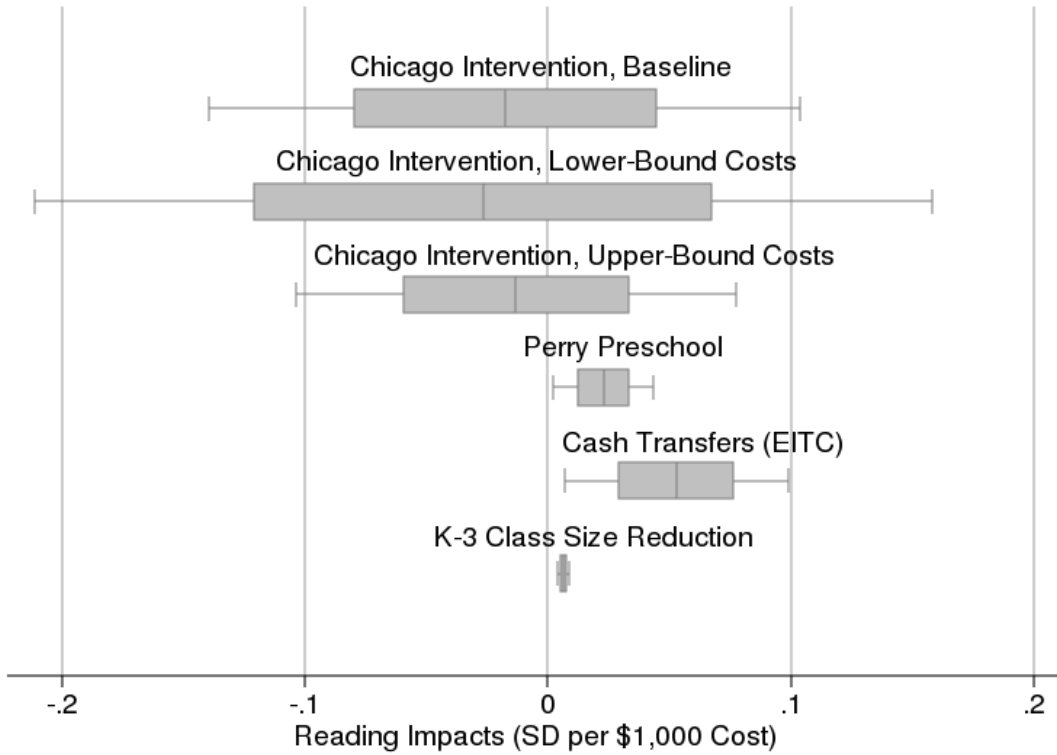 Chicago Intervention, Baseline
Chicago Intervention, Lower-Bound Costs
Chicago Intervention, Upper-Bound Costs
Perry Preschool
Cash Transfers (EITC)
K-3 Class Size Reduction
-.2 -.1 0 .1 .2
Reading Impacts (SD per $1,000 Cost)